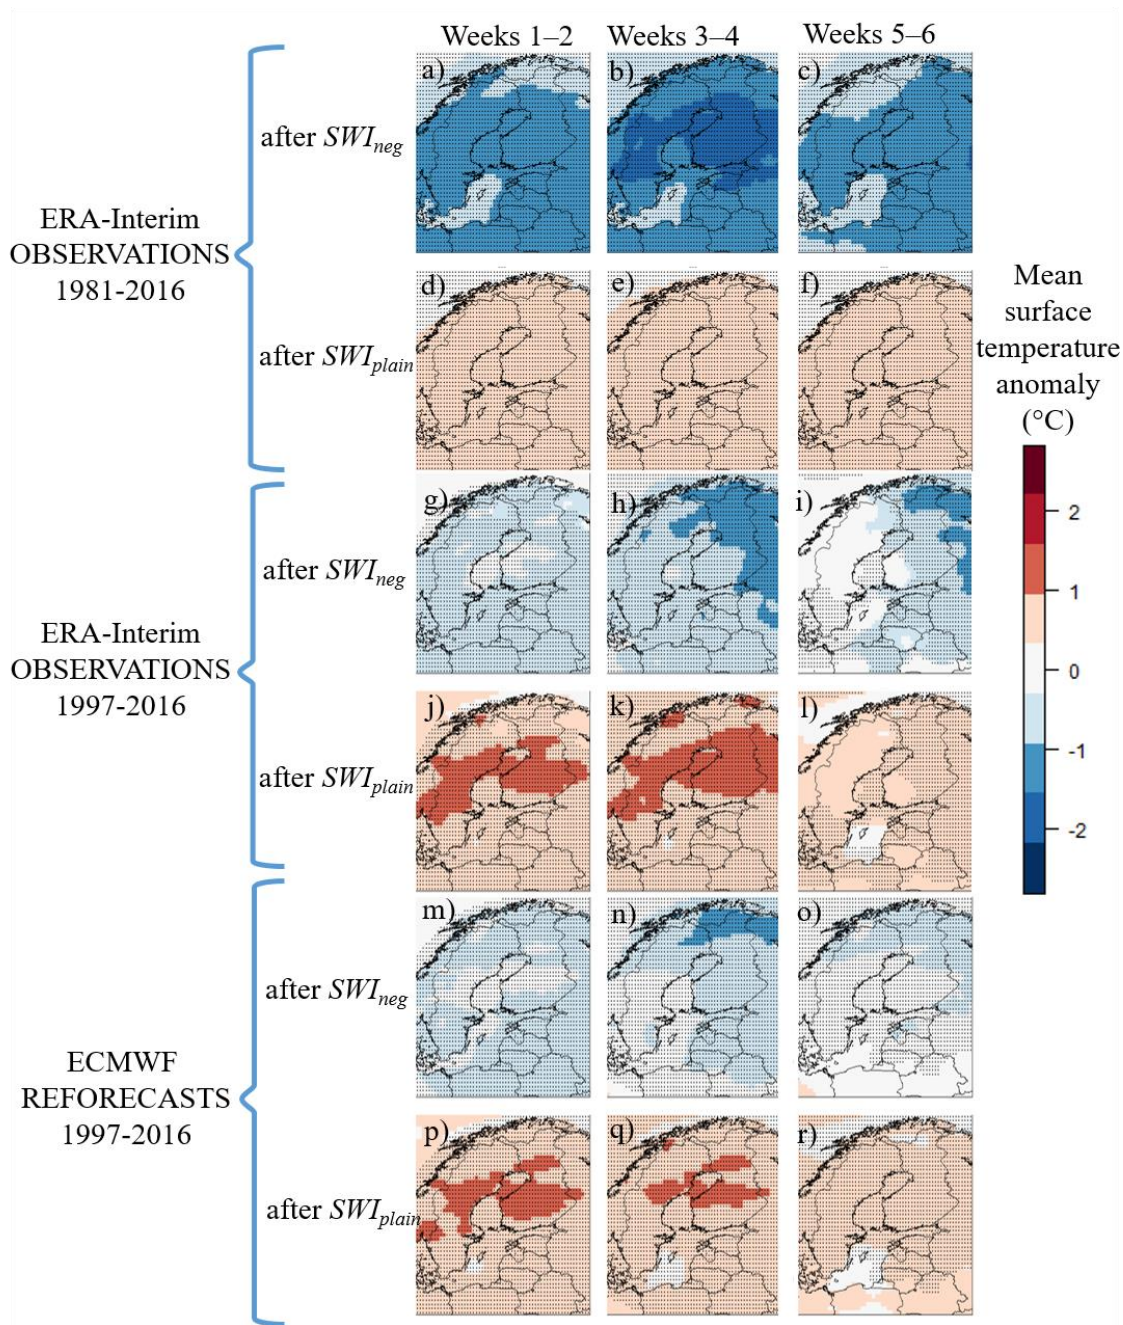 Weeks 1–2 Weeks 3–4 Weeks 5–6
a) b) c)
after SWIneg
ERA-Interim
OBSERVATIONS
1981-2016
d) e) f)
after SWIplain
g) h) i)
after SWIneg
ERA-Interim
OBSERVATIONS
1997-2016
j) k) l)
after SWIplain
m) n) o)
after SWIneg
ECMWF
REFORECASTS
1997-2016
p) q) r)
after SWIplain
Mean
surface
temperature
anomaly
(°C)
2
1
0
-1
-2